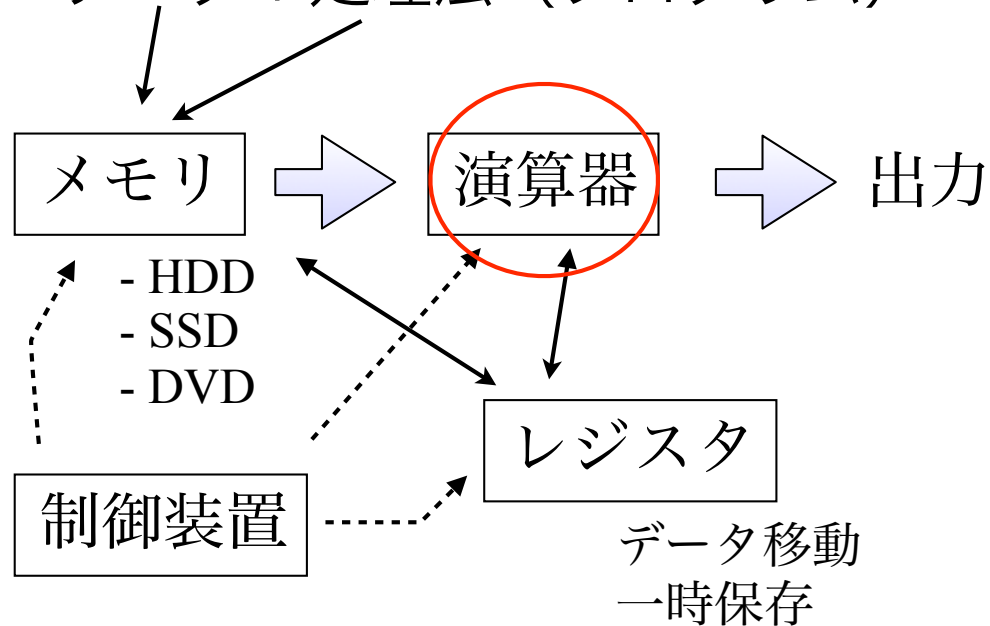 メモリ
演算器
出力
- HDD
- SSD
- DVD
レジスタ
制御装置
データ移動
一時保存